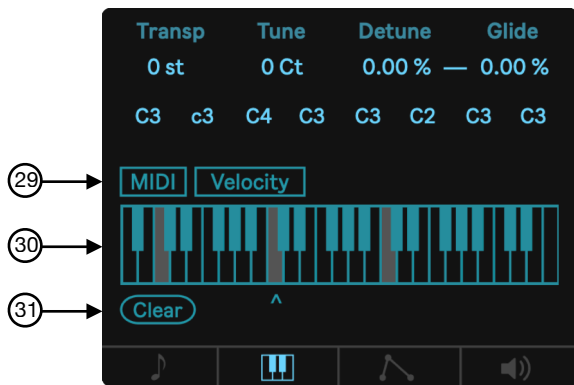 Transp Tune Detune Glide
0 st 0 Ct 0.00 % — 0.00 %
C3 c3 C4 C3 C3 C2 C3 C3
29 MIDI Velocity
30
31 Clear ^